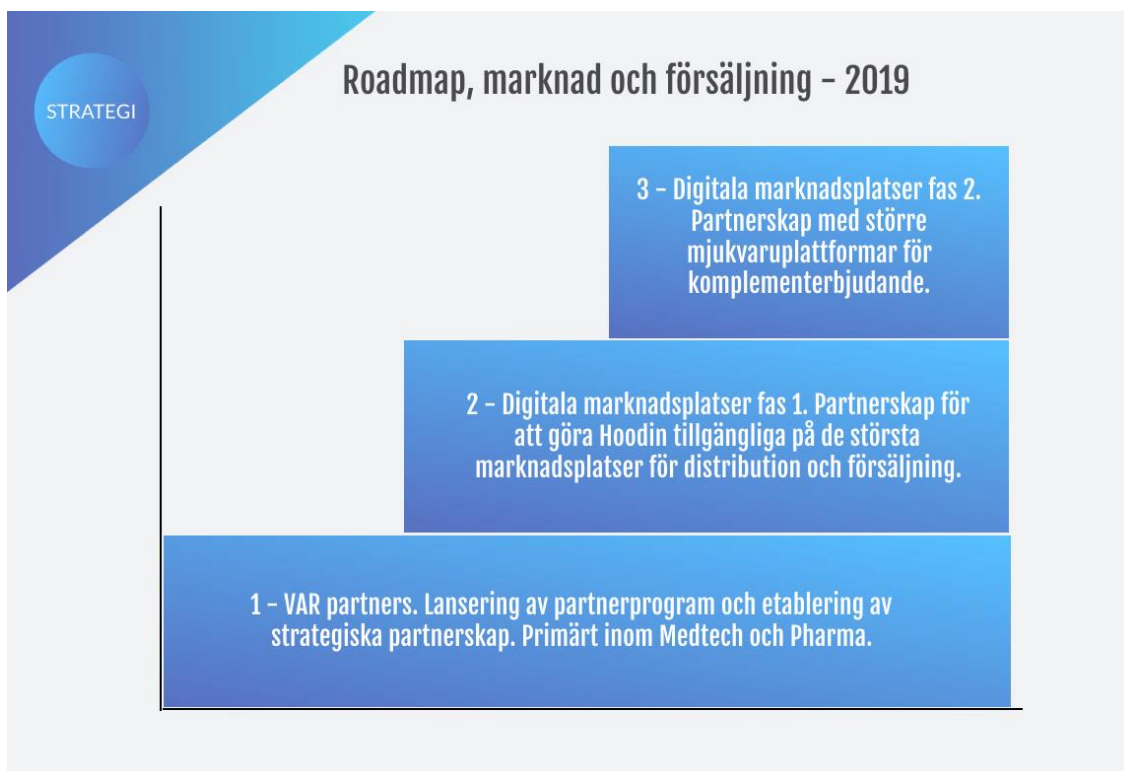 STRATEGI
Roadmap, marknad och försäljning – 2019
3 – Digitala marknadsplatser fas 2.
Partnerskap med större
mjukvaruplattformar för
komplementerbjudande.
2 – Digitala marknadsplatser fas 1. Partnerskap för
att göra Hoodin tillgängliga på de största
marknadsplatser för distribution och försäljning.
1 – VAR partners. Lansering av partnerprogram och etablering av
strategiska partnerskap. Primärt inom Medtech och Pharma.